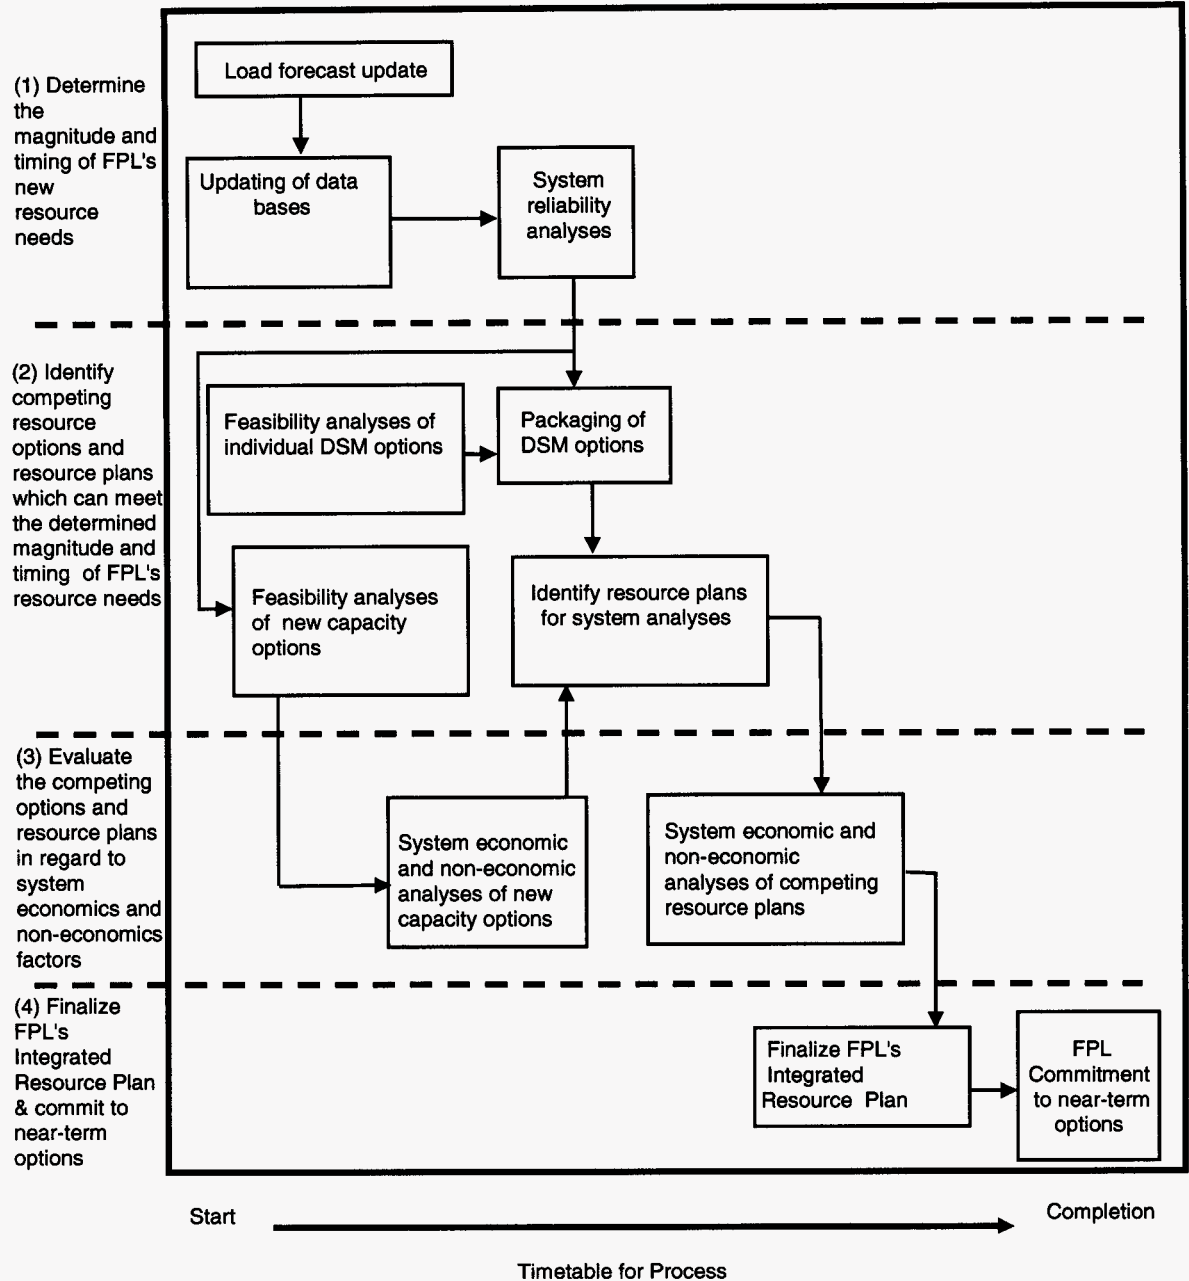 (1) Determine
the
magnitude and
timing of FPL's
new
resource
needs
Load forecast update
Updating of data
bases
System
reliability
analyses
(2) Identify
competing
resource
options and
resource plans
which can meet
the determined
magnitude and
timing of FPL's
resource needs
Feasibility analyses of
individual DSM options
Packaging of
DSM options
Feasibility analyses
of new capacity
options
Identify resource plans
for system analyses
(3) Evaluate
the competing
options and
resource plans
in regard to
system
economics and
non-economics
factors
System economic
and non-economic
analyses of new
capacity options
System economic and
non-economic
analyses of competing
resource plans
(4) Finalize
FPL's
Integrated
Resource Plan
& commit to
near-term
options
Finalize FPL's
Integrated
Resource Plan
FPL
Commitment
to near-term
options
Start
Completion
Timetable for Process